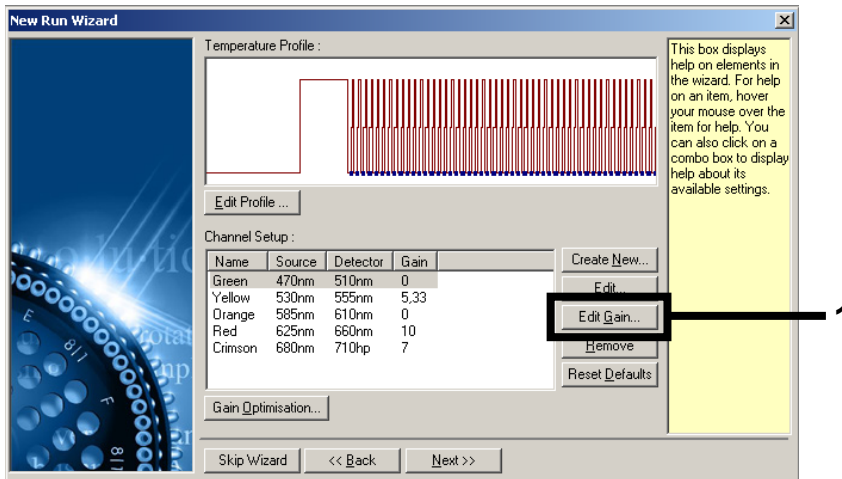 New Run Wizard
Temperature Profile :
Edit Profile ...
Channel Setup :
Name Source Detector Gain
Green 470nm 510nm 0
Yellow 530nm 555nm 5,33
Orange 585nm 610nm 0
Red 625nm 660nm 10
Crimson 680nm 710hp 7
Create New...
Edit...
Edit Gain...
Remove
Reset Defaults
Gain Optimisation...
Skip Wizard
<< Back
Next >>
This box displays
help on elements in
the wizard. For help
on an item, hover
your mouse over the
item for help. You
can also click on a
combo box to display
help about its
available settings.